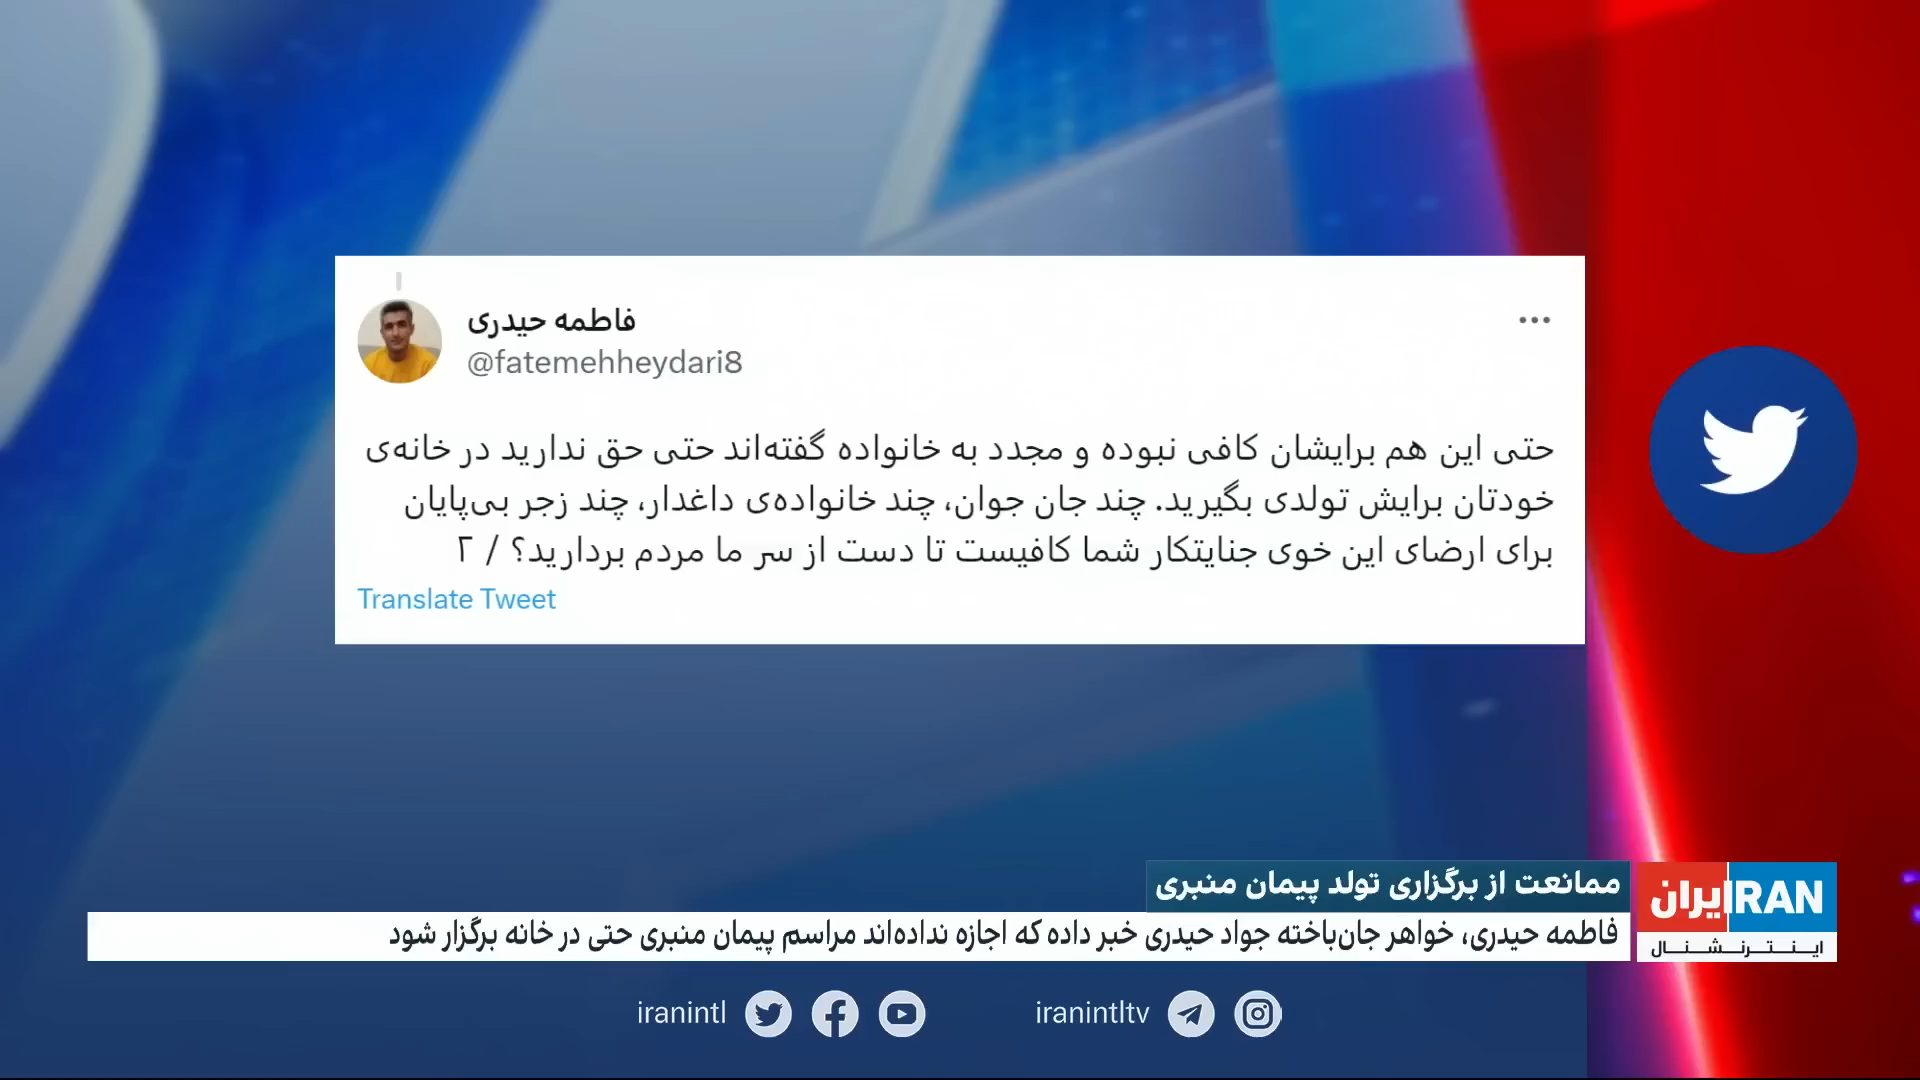 فاطمه حیدری
@fatemehheydari8
حتی این هم برایشان کافی نبوده و مجدد به خانواده گفته‌اند حتی حق ندارید در خانه‌ی
خودتان برایش تولدی بگیرید. چند جان جوان، چند خانواده‌ی داغدار، چند زجر بی‌پایان
برای ارضای این خوی جنایتکار شما کافیست تا دست از سر ما مردم بردارید؟ / ۲
Translate Tweet
ممانعت از برگزاری تولد پیمان منبری
فاطمه حیدری، خواهر جان‌باخته جواد حیدری خبر داده که اجازه نداده‌اند مراسم پیمان منبری حتی در خانه برگزار شود
ایران IRAN
اینترنشنال
iranintl
iranintltv